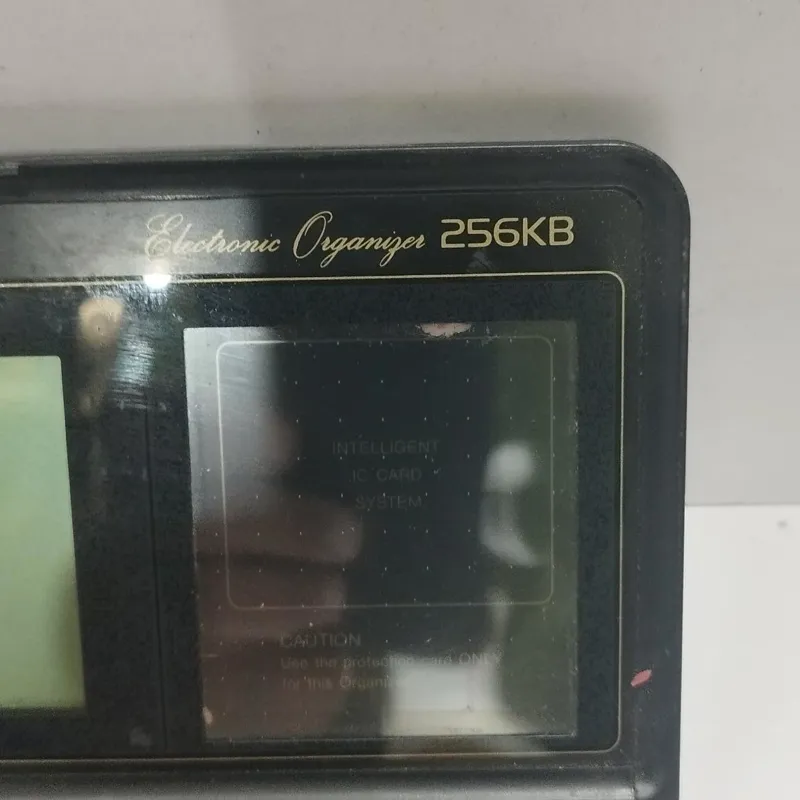 Electronic Organizer 256KB
INTELLIGENT
IC CARD
SYSTEM
CAUTION
Use the protection card ONLY
for this Organizer